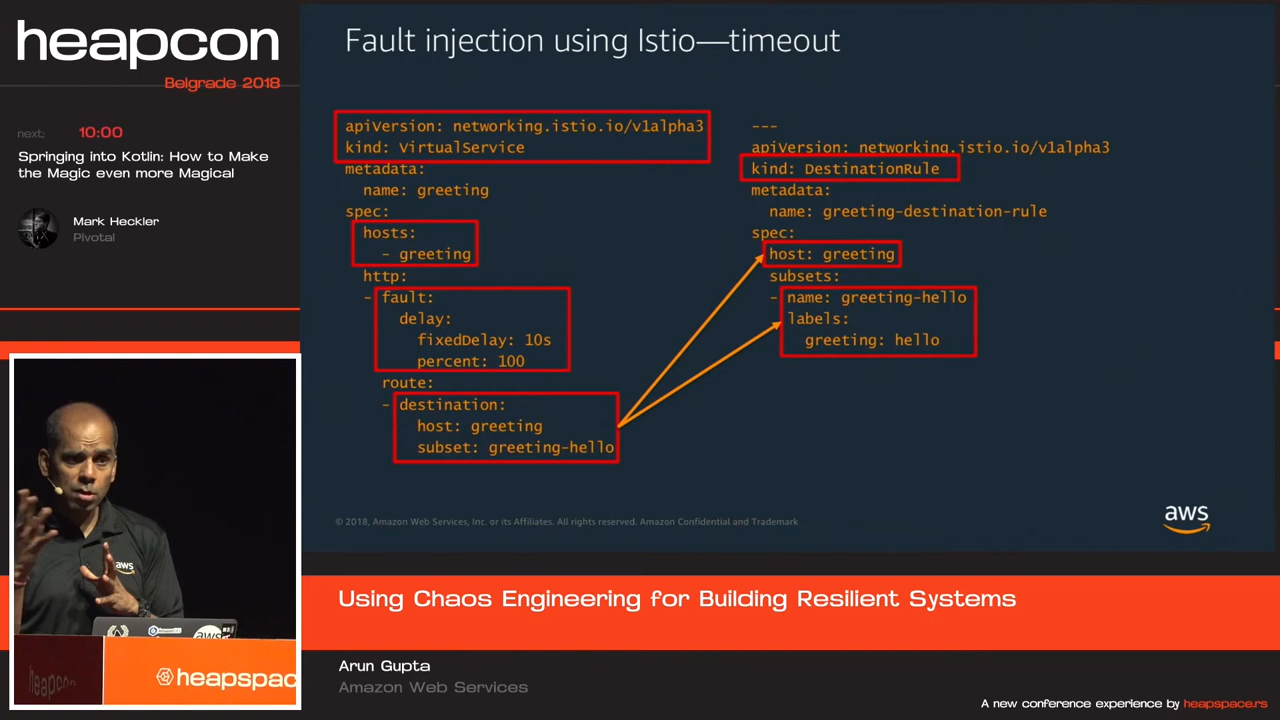 heapcon
Belgrade 2018
next: 10:00
Springing into Kotlin: How to Make
the Magic even more Magical
Mark Heckler
Pivotal
Fault injection using Istio—timeout
apiVersion: networking.istio.io/v1alpha3
kind: VirtualService
metadata:
name: greeting
spec:
hosts:
- greeting
http:
- fault:
delay:
fixedDelay: 10s
percent: 100
route:
- destination:
host: greeting
subset: greeting-hello
---
apiVersion: networking.istio.io/v1alpha3
kind: DestinationRule
metadata:
name: greeting-destination-rule
spec:
host: greeting
subsets:
- name: greeting-hello
labels:
greeting: hello
© 2018, Amazon Web Services, Inc. or its Affiliates. All rights reserved. Amazon Confidential and Trademark
aws
aws
aws
heapcon
heapspac
Using Chaos Engineering for Building Resilient Systems
Arun Gupta
Amazon Web Services
A new conference experience by heapspace.rs